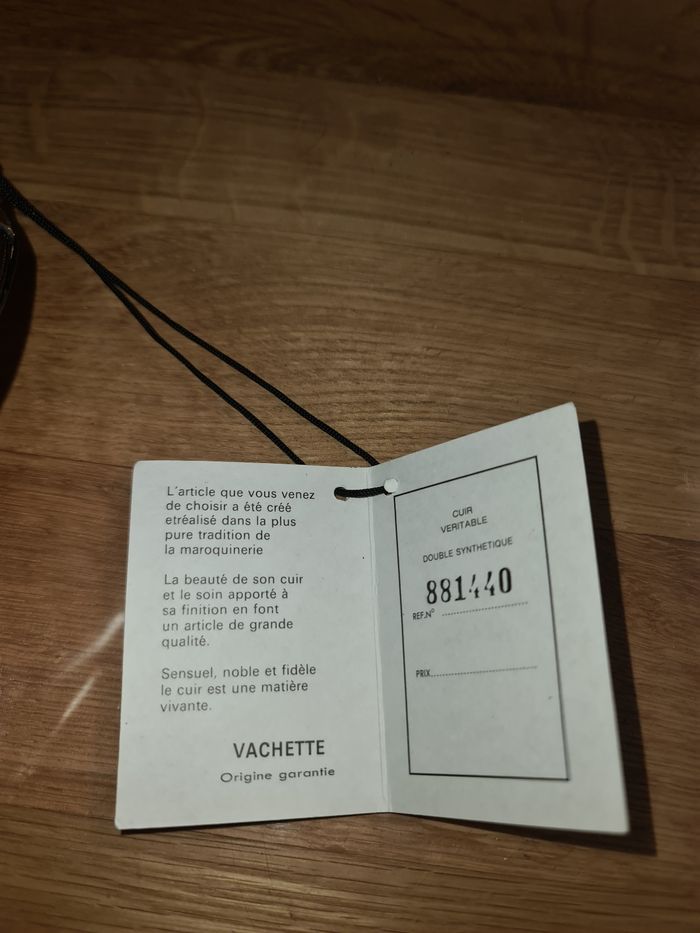 L'article que vous venez
de choisir a été créé
etréalisé dans la plus
pure tradition de
la maroquinerie
La beauté de son cuir
et le soin apporté à
sa finition en font
un article de grande
qualité.
Sensuel, noble et fidèle
le cuir est une matière
vivante.
VACHETTE
Origine garantie
CUIR
VERITABLE
DOUBLE SYNTHETIQUE
881440
REF.N°
PRIX